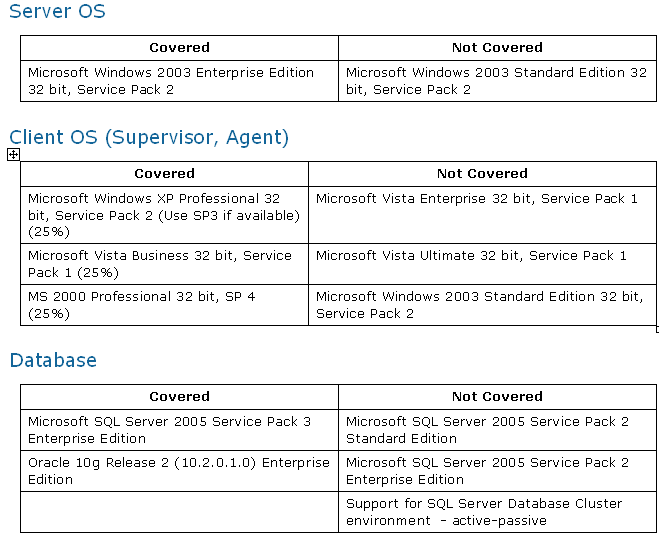 Server OS
Covered
Not Covered
Microsoft Windows 2003 Enterprise Edition
32 bit, Service Pack 2
Microsoft Windows 2003 Standard Edition 32
bit, Service Pack 2
Client OS (Supervisor, Agent)
Covered
Not Covered
Microsoft Windows XP Professional 32
bit, Service Pack 2 (Use SP3 if available)
(25%)
Microsoft Vista Enterprise 32 bit, Service Pack 1
Microsoft Vista Business 32 bit, Service
Pack 1 (25%)
Microsoft Vista Ultimate 32 bit, Service Pack 1
MS 2000 Professional 32 bit, SP 4
(25%)
Microsoft Windows 2003 Standard Edition 32 bit,
Service Pack 2
Database
Covered
Not Covered
Microsoft SQL Server 2005 Service Pack 3
Enterprise Edition
Microsoft SQL Server 2005 Service Pack 2
Standard Edition
Oracle 10g Release 2 (10.2.0.1.0) Enterprise
Edition
Microsoft SQL Server 2005 Service Pack 2
Enterprise Edition
Support for SQL Server Database Cluster
environment – active-passive